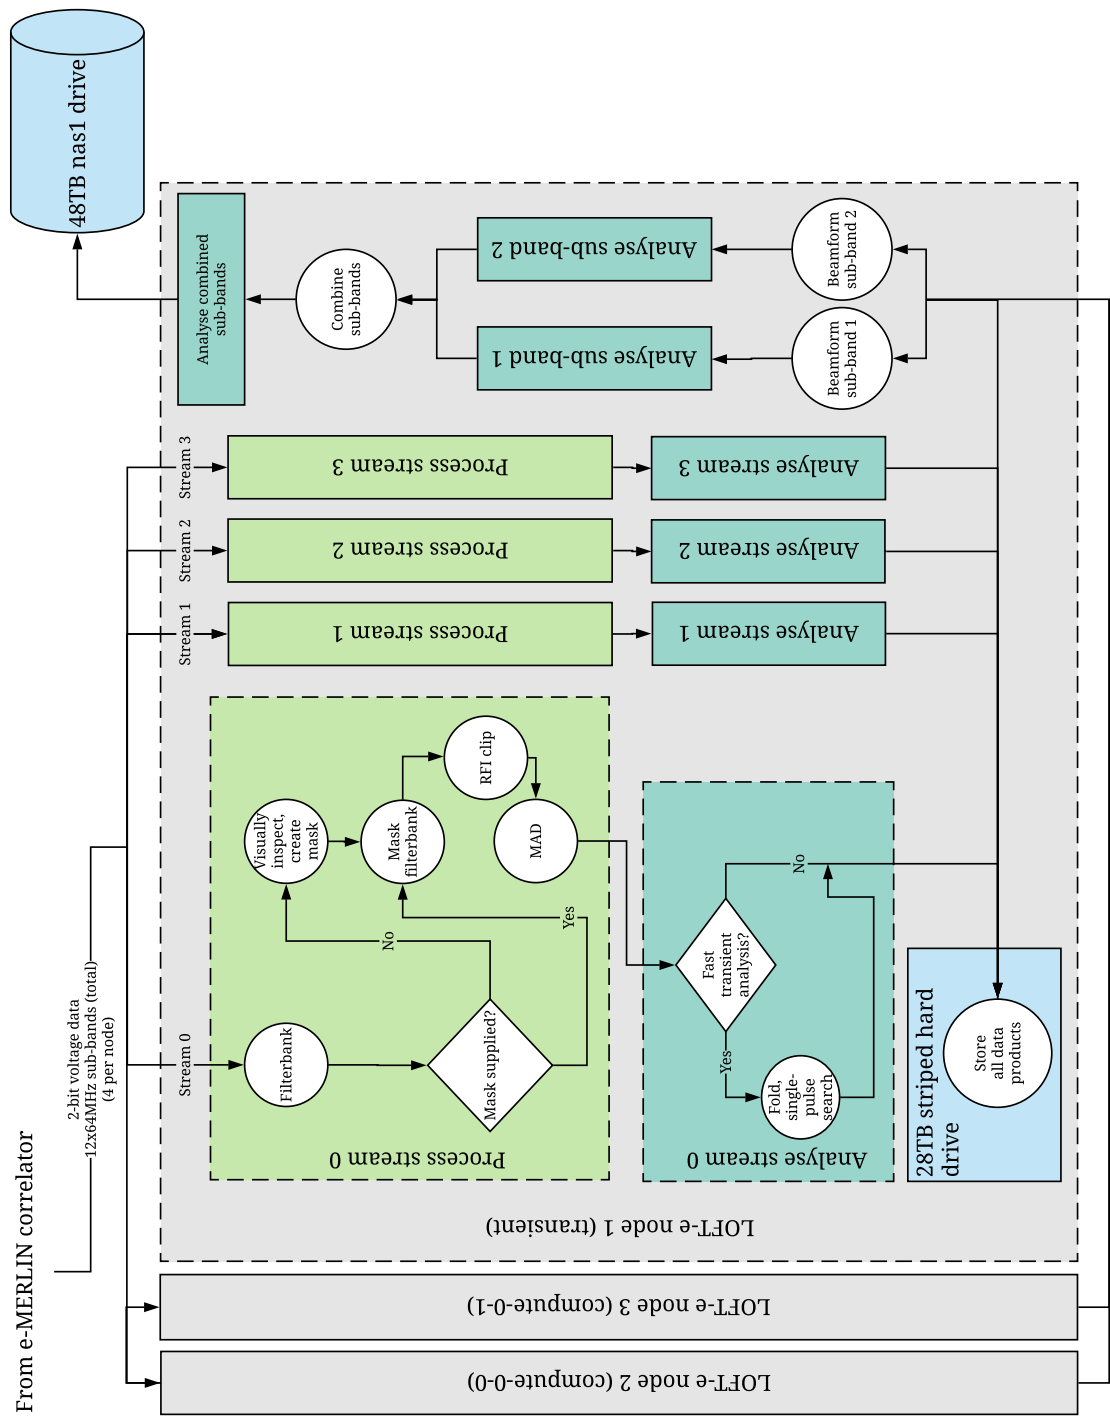 From e-MERLIN correlator
2-bit voltage data
12x64MHz sub-bands (total)
(4 per node)
48TB nas1 drive
LOFT-e node 2 (compute-0-0)
LOFT-e node 3 (compute-0-1)
LOFT-e node 1 (transient)
Stream 0
Stream 1
Stream 2
Stream 3
Process stream 0
Filterbank
Mask supplied?
No
Yes
Visually
inspect,
create
mask
Mask
filterbank
RFI clip
MAD
Process stream 1
Process stream 2
Process stream 3
Analyse stream 0
Fast
transient
analysis?
Yes
No
Fold,
single-
pulse
search
Analyse stream 1
Analyse stream 2
Analyse stream 3
28TB striped hard
drive
Store
all data
products
Beamform
sub-band 1
Beamform
sub-band 2
Analyse sub-band 1
Analyse sub-band 2
Combine
sub-bands
Analyse combined
sub-bands